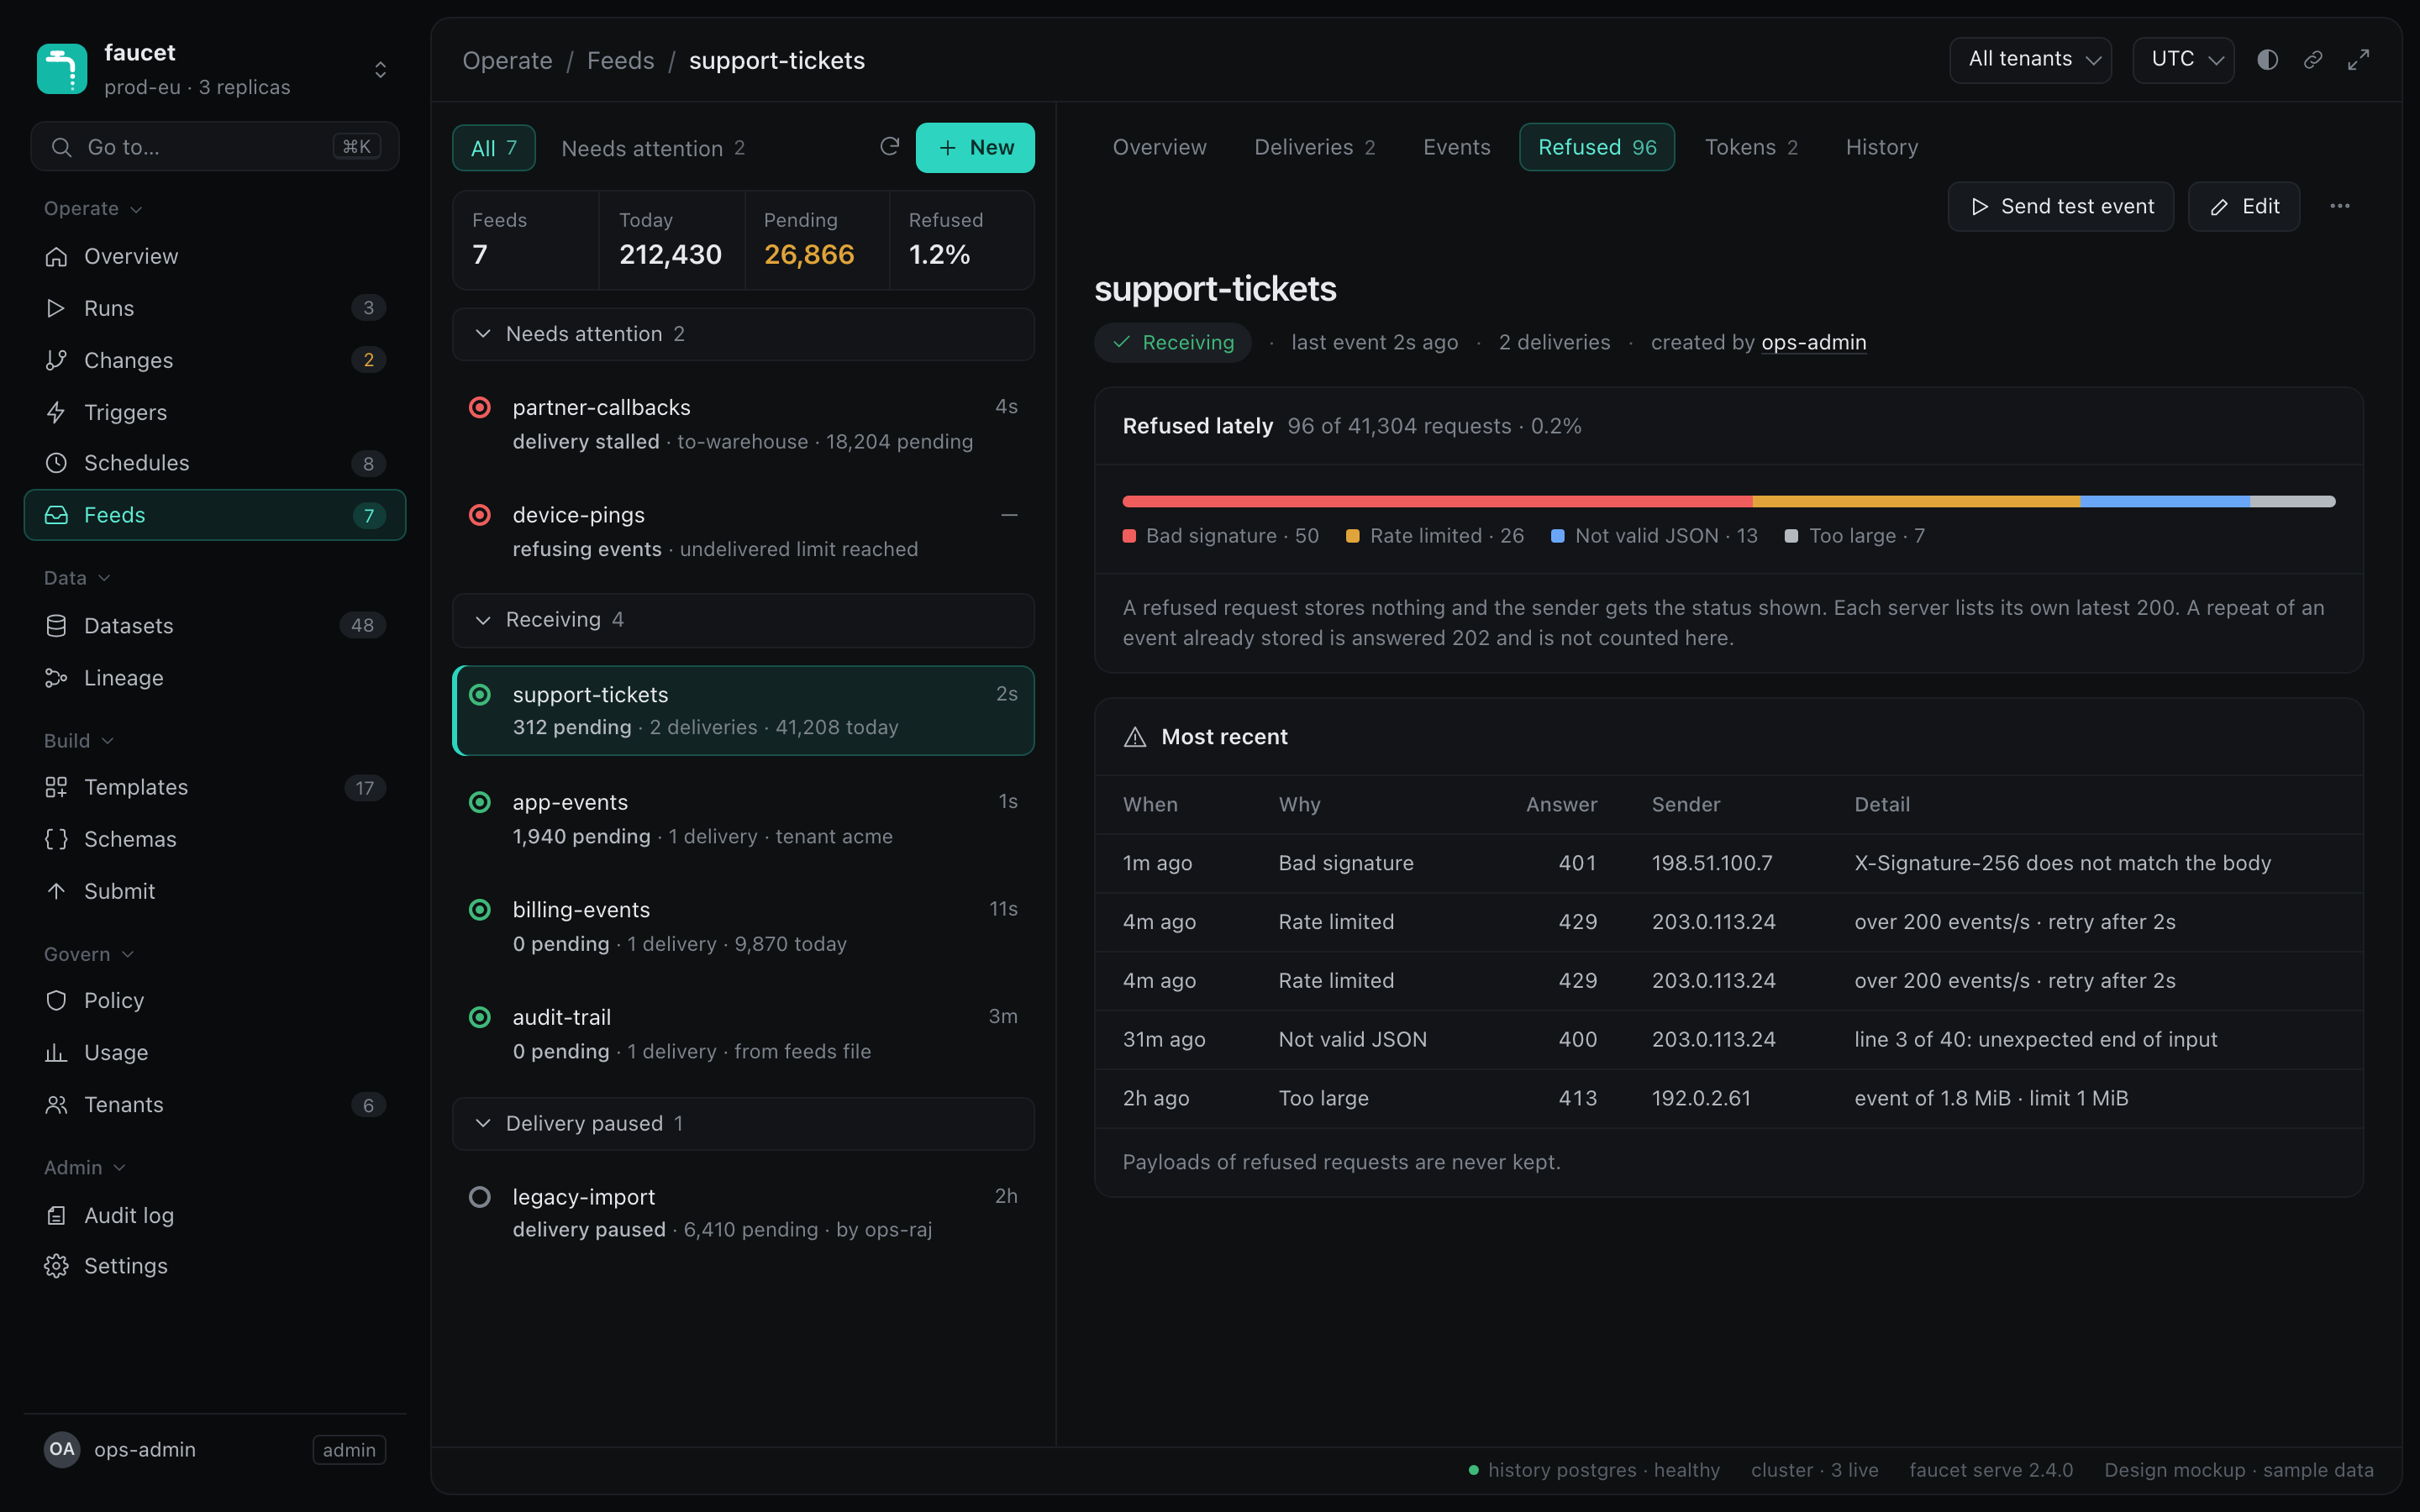 faucet
prod-eu · 3 replicas
Go to...
⌘K
Operate
Overview
Runs 3
Changes 2
Triggers
Schedules 8
Feeds 7
Data
Datasets 48
Lineage
Build
Templates 17
Schemas
Submit
Govern
Policy
Usage
Tenants 6
Admin
Audit log
Settings
OA ops-admin admin
Operate / Feeds / support-tickets
All tenants
UTC
All 7
Needs attention 2
New
Feeds
7
Today
212,430
Pending
26,866
Refused
1.2%
Needs attention 2
partner-callbacks 4s
delivery stalled · to-warehouse · 18,204 pending
device-pings —
refusing events · undelivered limit reached
Receiving 4
support-tickets 2s
312 pending · 2 deliveries · 41,208 today
app-events 1s
1,940 pending · 1 delivery · tenant acme
billing-events 11s
0 pending · 1 delivery · 9,870 today
audit-trail 3m
0 pending · 1 delivery · from feeds file
Delivery paused 1
legacy-import 2h
delivery paused · 6,410 pending · by ops-raj
Overview
Deliveries 2
Events
Refused 96
Tokens 2
History
Send test event
Edit
support-tickets
Receiving · last event 2s ago · 2 deliveries · created by ops-admin
Refused lately 96 of 41,304 requests · 0.2%
Bad signature · 50
Rate limited · 26
Not valid JSON · 13
Too large · 7
A refused request stores nothing and the sender gets the status shown. Each server lists its own latest 200. A repeat of an
event already stored is answered 202 and is not counted here.
Most recent
When Why Answer Sender Detail
1m ago Bad signature 401 198.51.100.7 X-Signature-256 does not match the body
4m ago Rate limited 429 203.0.113.24 over 200 events/s · retry after 2s
4m ago Rate limited 429 203.0.113.24 over 200 events/s · retry after 2s
31m ago Not valid JSON 400 203.0.113.24 line 3 of 40: unexpected end of input
2h ago Too large 413 192.0.2.61 event of 1.8 MiB · limit 1 MiB
Payloads of refused requests are never kept.
history postgres · healthy
cluster · 3 live
faucet serve 2.4.0
Design mockup · sample data